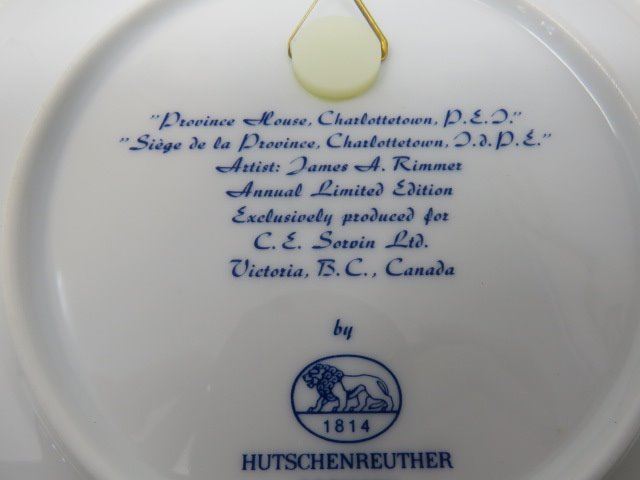 "Province House, Charlottetown, P.E.I."
"Siège de la Province, Charlottetown, I.d.P.E."
Artist: James A. Rimmer
Annual Limited Edition
Exclusively produced for
C. E. Sorvin Ltd.
Victoria, B.C., Canada
by
1814
HUTSCHENREUTHER